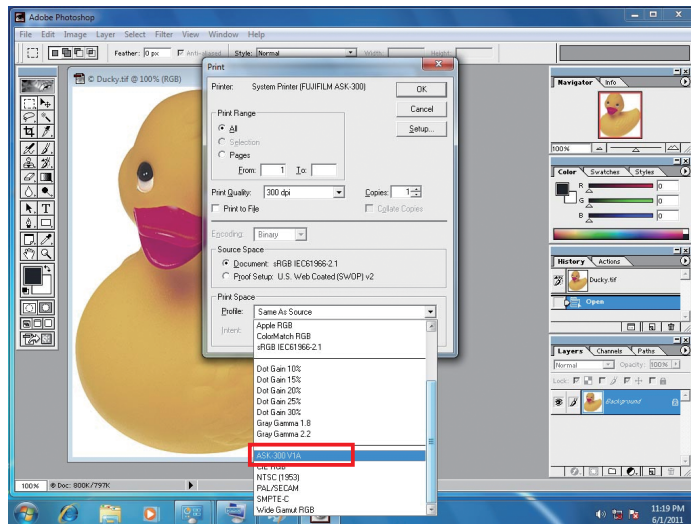 Adobe Photoshop
File Edit Image Layer Select Filter View Window Help
Feather: 0 px Anti-aliased Style: Normal Width: Height:
© Ducky.tif @ 100% (RGB)
Print
Printer: System Printer (FUJIFILM ASK-300)
OK
Cancel
Setup...
Print Range
All
Selection
Pages
From: 1 To:
Print Quality: 300 dpi Copies: 1
Print to File Collate Copies
Encoding: Binary
Source Space
Document: sRGB IEC61966-2.1
Proof Setup: U.S. Web Coated (SWOP) v2
Print Space
Profile: Same As Source
Intent:
Apple RGB
ColorMatch RGB
sRGB IEC61966-2.1
Dot Gain 10%
Dot Gain 15%
Dot Gain 20%
Dot Gain 25%
Dot Gain 30%
Gray Gamma 1.8
Gray Gamma 2.2
ASK-300 V1A
CIE RGB
NTSC (1953)
PAL/SECAM
SMPTE-C
Wide Gamut RGB
Navigator Info
100%
Color Swatches Styles
R 0
G 0
B 0
History Actions
Ducky.tif
Open
Layers Channels Paths
Normal Opacity: 100%
Lock:
Background
100% Doc: 800K/797K
11:19 PM
6/1/2011